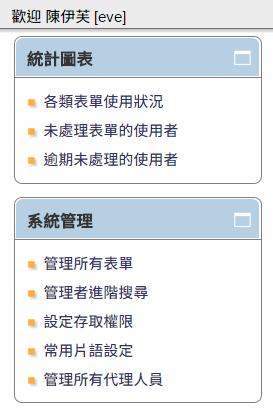 歡迎 陳伊芙 [eve]
統計圖表
各類表單使用狀況
未處理表單的使用者
逾期未處理的使用者
系統管理
管理所有表單
管理者進階搜尋
設定存取權限
常用片語設定
管理所有代理人員